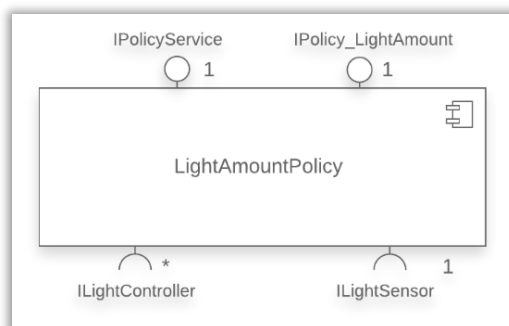 IPolicyService IPolicy_LightAmount
1 1
LightAmountPolicy
* 1
ILightController ILightSensor